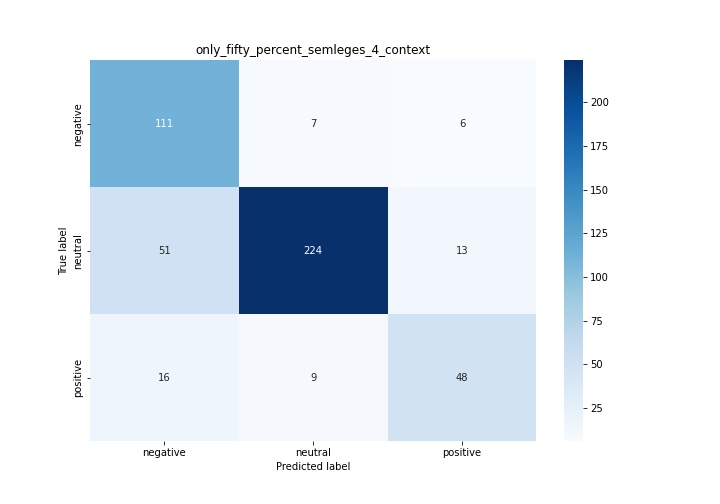 only_fifty_percent_semleges_4_context
negative
111
7
6
200
175
150
True label
neutral
51
224
13
125
100
75
positive
16
9
48
50
25
negative
neutral
positive
Predicted label